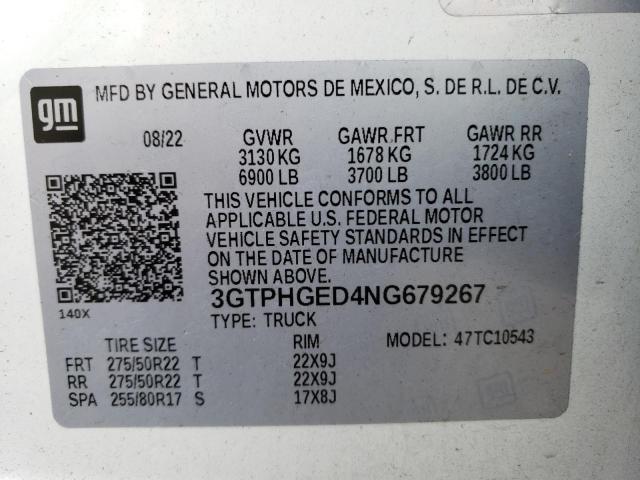 gm
MFD BY GENERAL MOTORS DE MEXICO, S. DE R.L. DE C.V.
08/22 GVWR GAWR FRT GAWR RR
3130 KG 1678 KG 1724 KG
6900 LB 3700 LB 3800 LB
THIS VEHICLE CONFORMS TO ALL
APPLICABLE U.S. FEDERAL MOTOR
VEHICLE SAFETY STANDARDS IN EFFECT
ON THE DATE OF MANUFACTURE
SHOWN ABOVE.
3GTPHGED4NG679267
140X
TYPE: TRUCK
TIRE SIZE RIM MODEL: 47TC10543
FRT 275/50R22 T 22X9J
RR 275/50R22 T 22X9J
SPA 255/80R17 S 17X8J